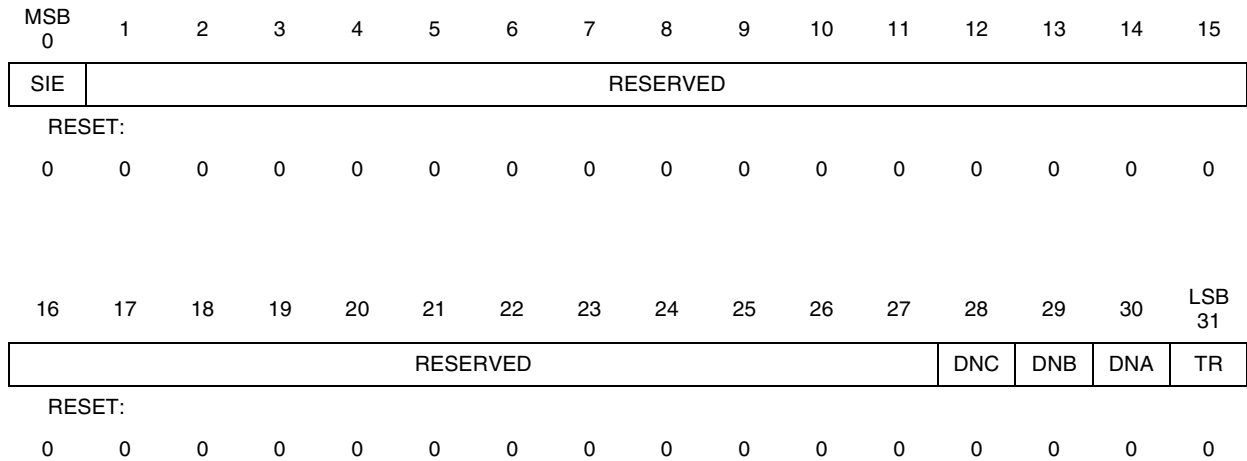 MSB
0 1 2 3 4 5 6 7 8 9 10 11 12 13 14 15
SIE RESERVED
RESET:
0 0 0 0 0 0 0 0 0 0 0 0 0 0 0 0
LSB
16 17 18 19 20 21 22 23 24 25 26 27 28 29 30 31
RESERVED DNC DNB DNA TR
RESET:
0 0 0 0 0 0 0 0 0 0 0 0 0 0 0 0